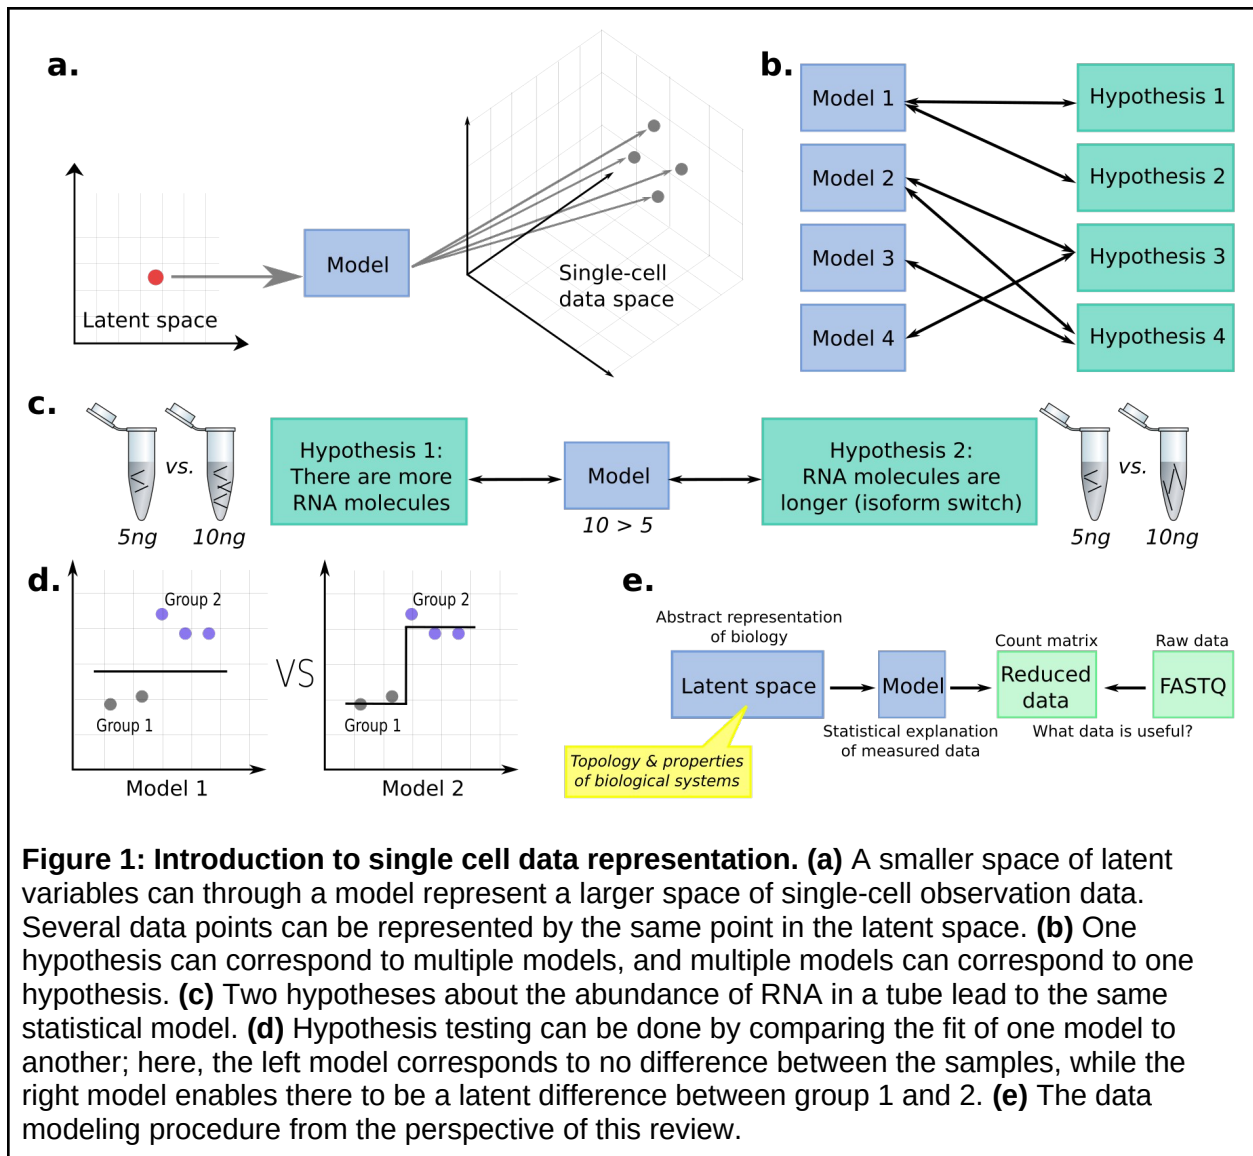 a.
Latent space
Model
Single-cell
data space
b.
Model 1
Model 2
Model 3
Model 4
Hypothesis 1
Hypothesis 2
Hypothesis 3
Hypothesis 4
c.
vs.
5ng
10ng
Hypothesis 1:
There are more
RNA molecules
Model
10 > 5
Hypothesis 2:
RNA molecules are
longer (isoform switch)
vs.
5ng
10ng
d.
Group 2
Group 1
Model 1
VS
Group 2
Group 1
Model 2
e.
Abstract representation
of biology
Latent space
Topology & properties
of biological systems
Model
Statistical explanation
of measured data
Count matrix
Reduced
data
What data is useful?
Raw data
FASTQ
Figure 1: Introduction to single cell data representation. (a) A smaller space of latent
variables can through a model represent a larger space of single-cell observation data.
Several data points can be represented by the same point in the latent space. (b) One
hypothesis can correspond to multiple models, and multiple models can correspond to one
hypothesis. (c) Two hypotheses about the abundance of RNA in a tube lead to the same
statistical model. (d) Hypothesis testing can be done by comparing the fit of one model to
another; here, the left model corresponds to no difference between the samples, while the
right model enables there to be a latent difference between group 1 and 2. (e) The data
modeling procedure from the perspective of this review.